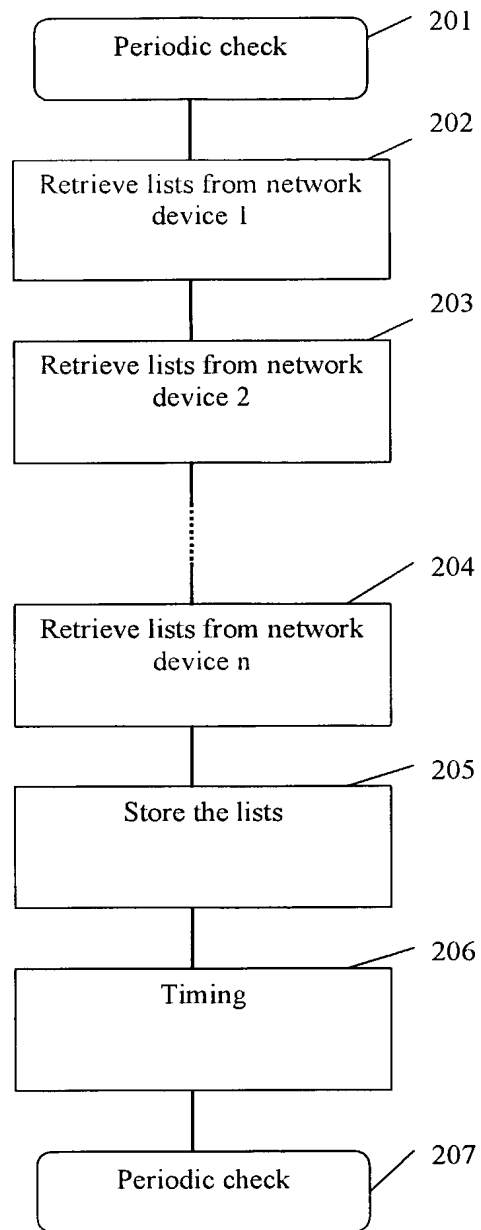 201
Periodic check
202
Retrieve lists from network
device 1
203
Retrieve lists from network
device 2
204
Retrieve lists from network
device n
205
Store the lists
206
Timing
207
Periodic check